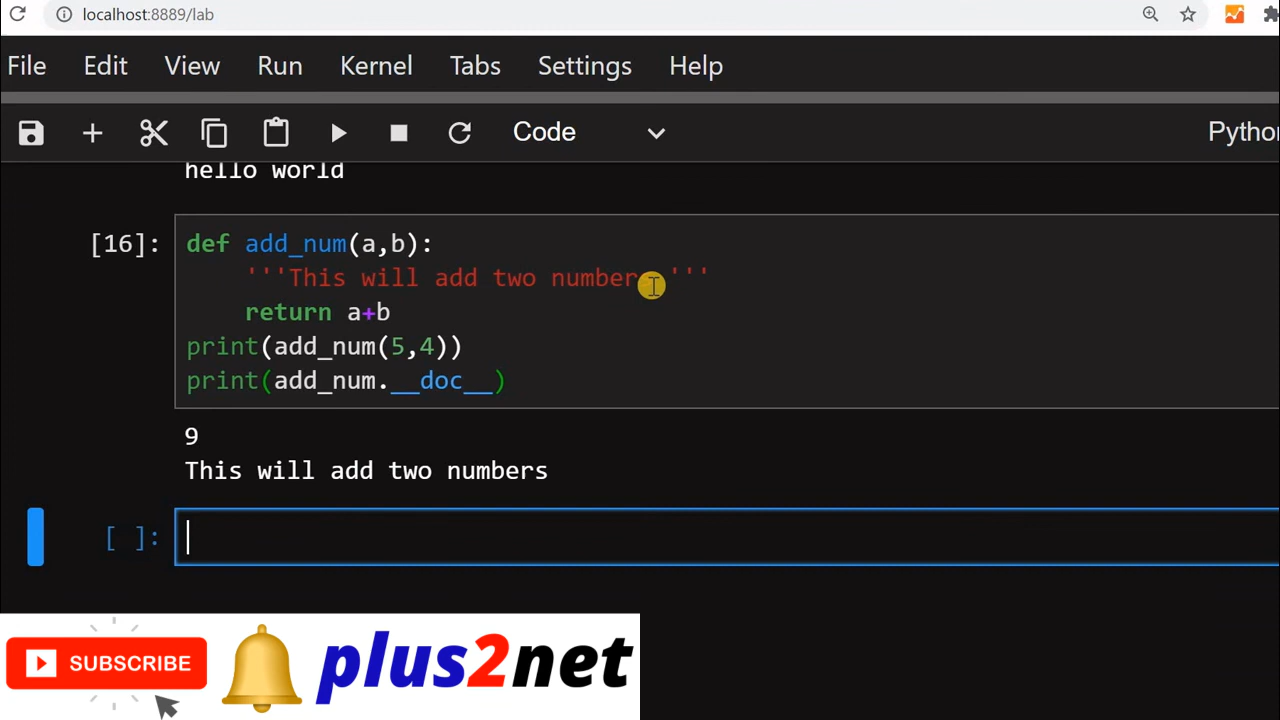 localhost:8889/lab
File Edit View Run Kernel Tabs Settings Help
Code
hello world
[16]: def add_num(a,b):
'''This will add two numbers '''
return a+b
print(add_num(5,4))
print(add_num.__doc__)
9
This will add two numbers
[ ]:
SUBSCRIBE
plus2net